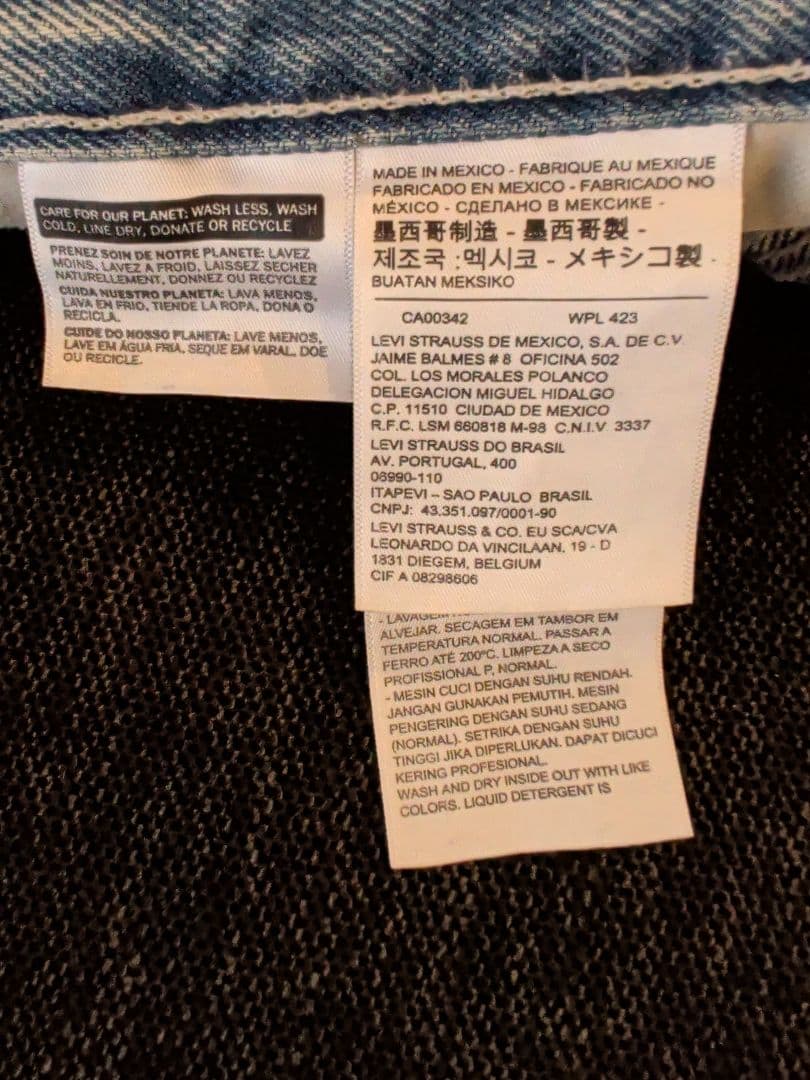 CARE FOR OUR PLANET: WASH LESS, WASH
COLD, LINE DRY, DONATE OR RECYCLE
PRENEZ SOIN DE NOTRE PLANETE: LAVEZ
MOINS, LAVEZ A FROID, LAISSEZ SECHER
NATURELLEMENT, DONNEZ OU RECYCLEZ
CUIDA NUESTRO PLANETA: LAVA MENOS,
LAVA EN FRIO, TIENDE LA ROPA, DONA O
RECICLA.
CUIDE DO NOSSO PLANETA: LAVE MENOS,
LAVE EM ÁGUA FRIA, SEQUE EM VARAL, DOE
OU RECICLE.
MADE IN MEXICO - FABRIQUE AU MEXIQUE
FABRICADO EN MEXICO - FABRICADO NO
MÉXICO - СДЕЛАНО В МЕКСИКЕ -
墨西哥制造 - 墨西哥製 -
제조국 :멕시코 - メキシコ製 -
BUATAN MEKSIKO
CA00342 WPL 423
LEVI STRAUSS DE MEXICO, S.A. DE C.V.
JAIME BALMES # 8 OFICINA 502
COL. LOS MORALES POLANCO
DELEGACION MIGUEL HIDALGO
C.P. 11510 CIUDAD DE MEXICO
R.F.C. LSM 660818 M-98 C.N.I.V 3337
LEVI STRAUSS DO BRASIL
AV. PORTUGAL, 400
06990-110
ITAPEVI – SAO PAULO BRASIL
CNPJ: 43.351.097/0001-90
LEVI STRAUSS & CO. EU SCA/CVA
LEONARDO DA VINCILAAN, 19 - D
1831 DIEGEM, BELGIUM
CIF A 08298606
ALVEJAR. SECAGEM EM TAMBOR EM
TEMPERATURA NORMAL. PASSAR A
FERRO ATÉ 200ºC. LIMPEZA A SECO
PROFISSIONAL P, NORMAL.
- MESIN CUCI DENGAN SUHU RENDAH.
JANGAN GUNAKAN PEMUTIH. MESIN
PENGERING DENGAN SUHU SEDANG
(NORMAL). SETRIKA DENGAN SUHU
TINGGI JIKA DIPERLUKAN. DAPAT DICUCI
KERING PROFESIONAL.
WASH AND DRY INSIDE OUT WITH LIKE
COLORS. LIQUID DETERGENT IS